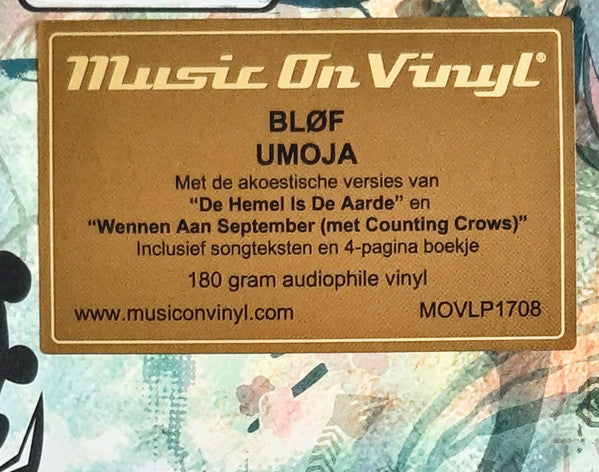 Music On Vinyl®
BLØF
UMOJA
Met de akoestische versies van
“De Hemel Is De Aarde” en
“Wennen Aan September (met Counting Crows)”
Inclusief songteksten en 4-pagina boekje
180 gram audiophile vinyl
www.musiconvinyl.com MOVLP1708